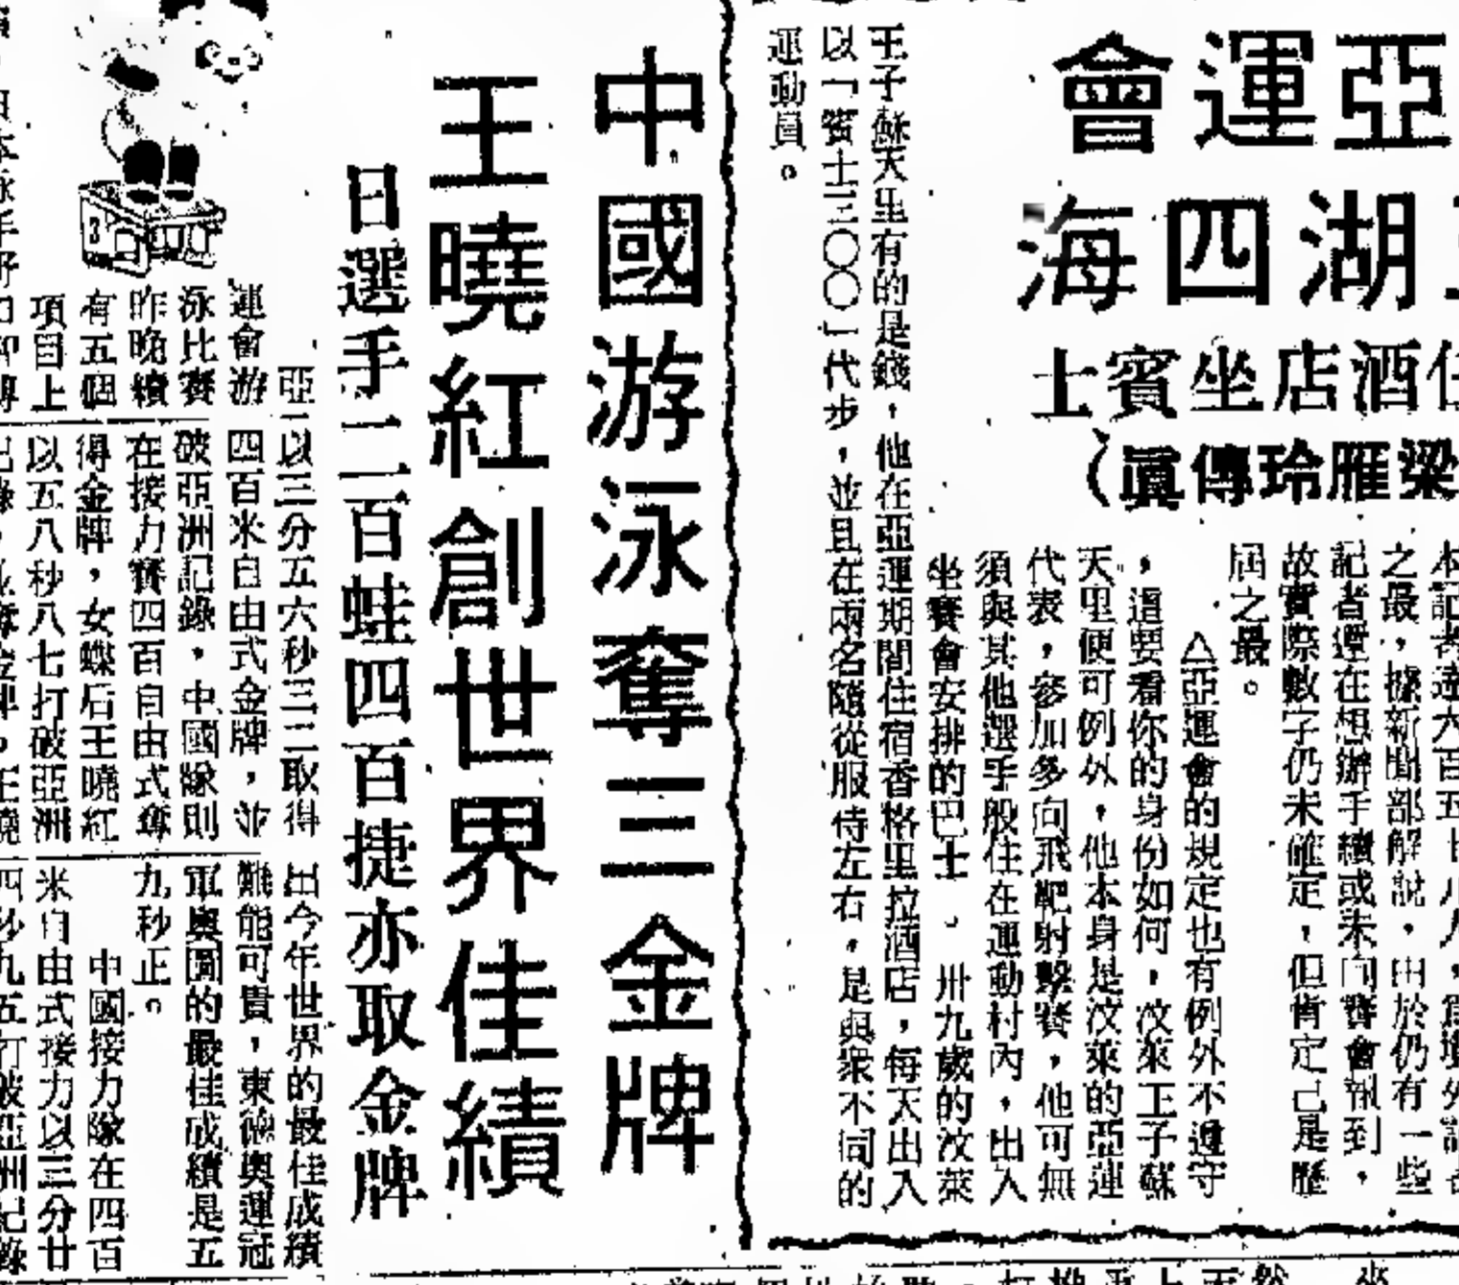 亞運會
湖四海
酒店坐賓士
梁雁玲傳真
之最，據新聞部解說，由於仍有一些
記者還在想辦手續或未向賽會報到，
故實際數字仍未確定，但肯定已是歷
屆之最。
△亞運會的規定也有例外不遵守
，這要看你的身份如何，汶萊王子蘇
天里便可例外，他本身是汶萊的亞運
代表，參加多向飛靶射擊賽，他可無
須與其他選手般住在運動村內，出入
坐賽會安排的巴士。卅九歲的汶萊
王子蘇天里有的是錢，他在亞運期間住宿香格里拉酒店，每天出入
以「賓士三〇〇」代步，並且在兩名隨從服侍左右，是與衆不同的
運動員。
中國游泳奪三金牌
王曉紅創世界佳績
日選手二百蛙四百捷亦取金牌
亞
運會游
泳比賽
昨晚續
有五個
項目上
以三分五六秒三二取得
四百米自由式金牌，並
破亞洲記錄，中國隊則
在接力賽四百自由式奪
得金牌，女蝶后王曉紅
以五八秒八七打破亞洲
出今年世界的最佳成績
難能可貴，東德奧運冠
軍奧圖的最佳成績是五
九秒正。
中國接力隊在四百
米自由式接力以三分廿
四秒九五打破亞洲紀錄